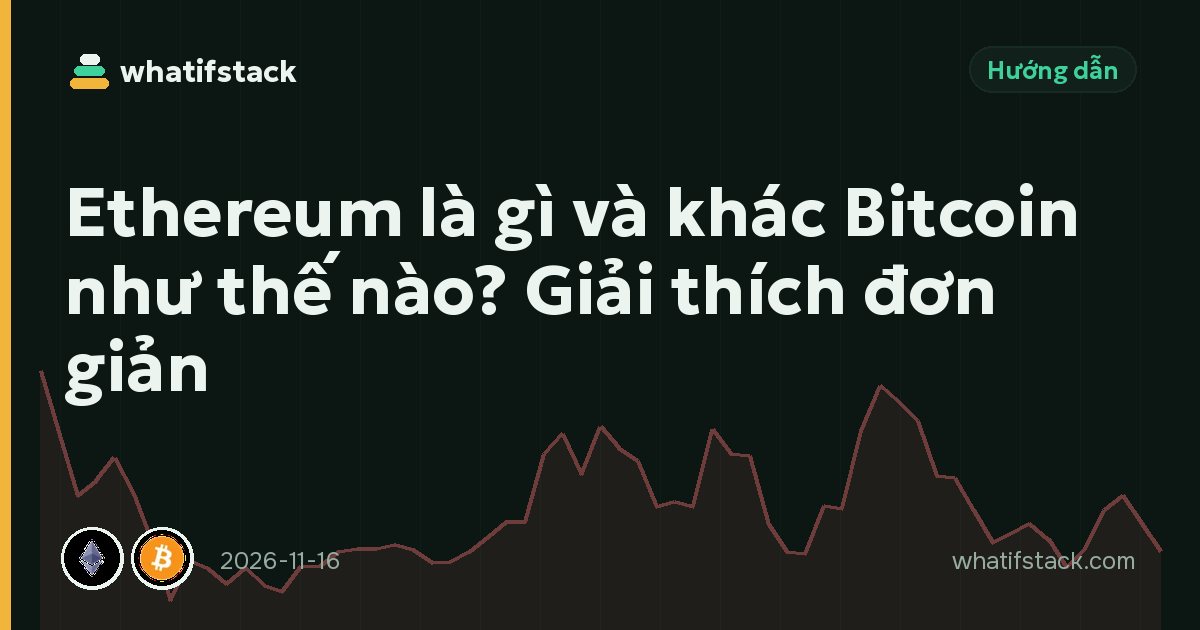 whatifstack
Hướng dẫn
Ethereum là gì và khác Bitcoin
như thế nào? Giải thích đơn
giản
2026-11-16
whatifstack.com